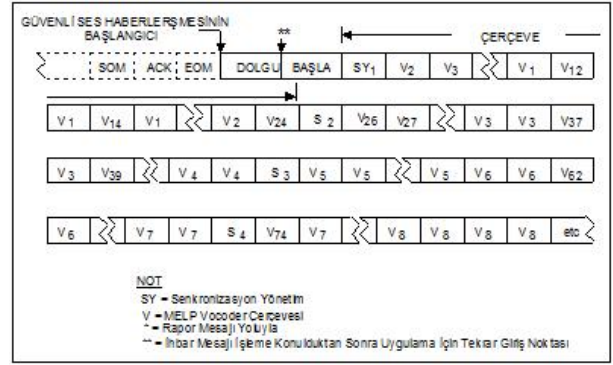 GÜVENLİ SES HABERLERŞMESİNİN
BAŞLANGICI
**
ÇERÇEVE
SOM ACK EOM DOLGU BAŞLA SY1 V2 V3 V1 V12
V1 V14 V1 V2 V24 S2 V26 V27 V3 V3 V37
V3 V39 V4 V4 S3 V5 V5 V5 V6 V6 V62
V6 V7 V7 S4 V74 V7 V8 V8 V8 V8 etc
NOT
SY = Senkronizasyon Yönetim
V = MELP Vocoder Çerçevesi
* = Rapor Mesajı Yoluyla
** = İhbar Mesajı İşleme Konulduktan Sonra Uygulama İçin Tekrar Giriş Noktası